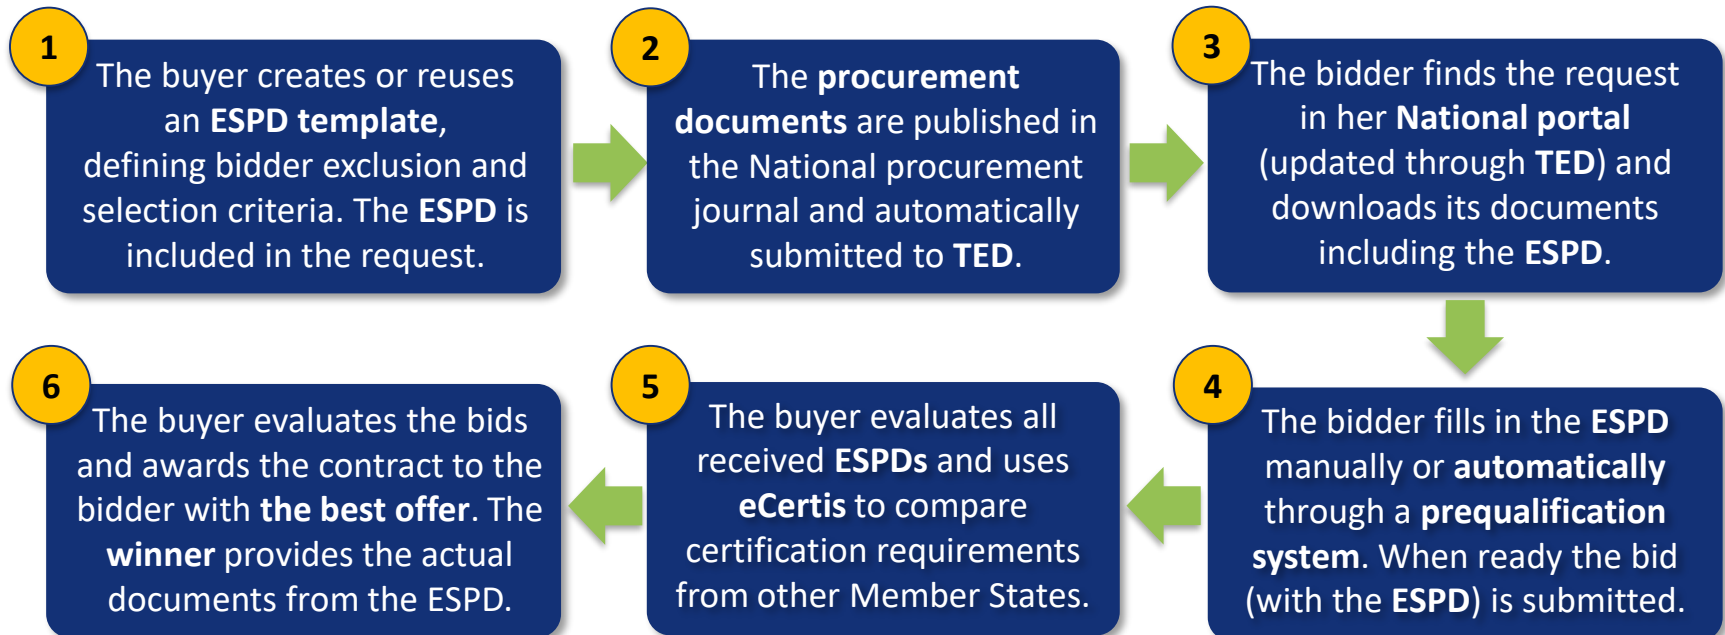 1
The buyer creates or reuses
an ESPD template,
defining bidder exclusion and
selection criteria. The ESPD is
included in the request.
2
The procurement
documents are published in
the National procurement
journal and automatically
submitted to TED.
3
The bidder finds the request
in her National portal
(updated through TED) and
downloads its documents
including the ESPD.
4
The bidder fills in the ESPD
manually or automatically
through a prequalification
system. When ready the bid
(with the ESPD) is submitted.
5
The buyer evaluates all
received ESPDs and uses
eCertis to compare
certification requirements
from other Member States.
6
The buyer evaluates the bids
and awards the contract to the
bidder with the best offer. The
winner provides the actual
documents from the ESPD.